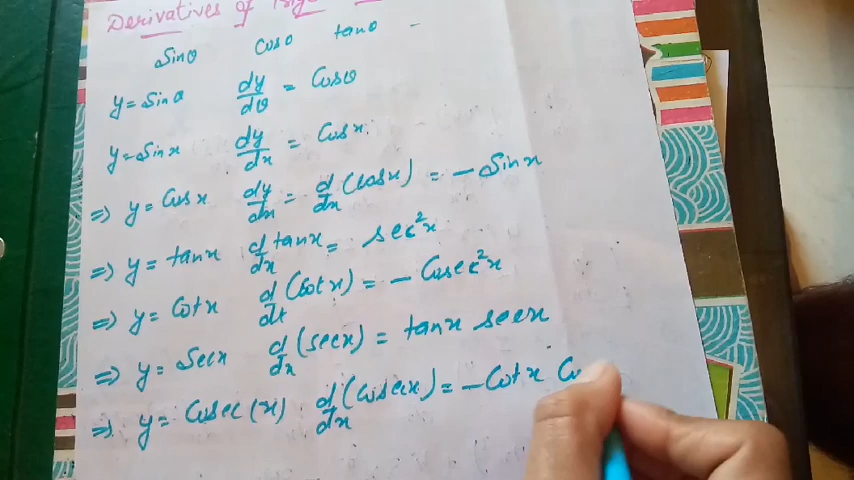 Derivatives of
Sinθ Cosθ tanθ -
y = Sinθ dy/dθ = Cosθ
y = Sinx dy/dx = Cosx
=> y = Cosx dy/dx = d/dx (Cosx) = - Sinx
=> y = tanx d/dx tanx = sec²x
=> y = Cotx d/dt (Cotx) = - Cosec²x
=> y = Secx d/dx (secx) = tanx secx
=> y = Cosec(x) d/dx (Cosecx) = - Cotx Co